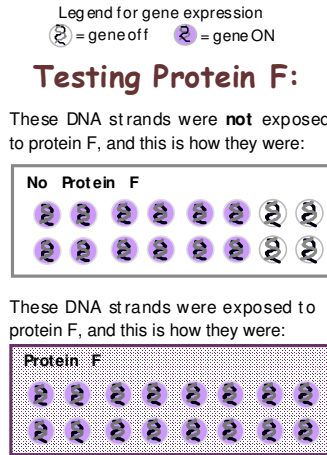 Legend for gene expression
= gene off = gene ON
Testing Protein F:
These DNA strands were not exposed
to protein F, and this is how they were:
No Protein F
These DNA strands were exposed to
protein F, and this is how they were:
Protein F